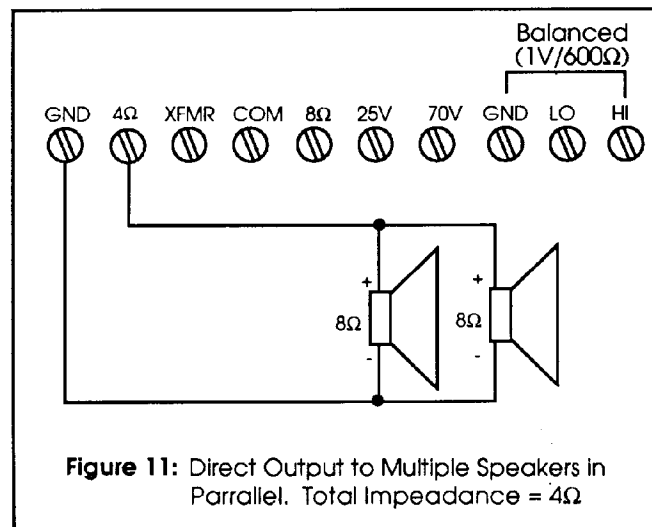 Balanced
(1V/600Ω)
GND 4Ω XFMR COM 8Ω 25V 70V GND LO HI
+ +
8Ω 8Ω
- -
Figure 11: Direct Output to Multiple Speakers in
Parrallel. Total Impeadance = 4Ω